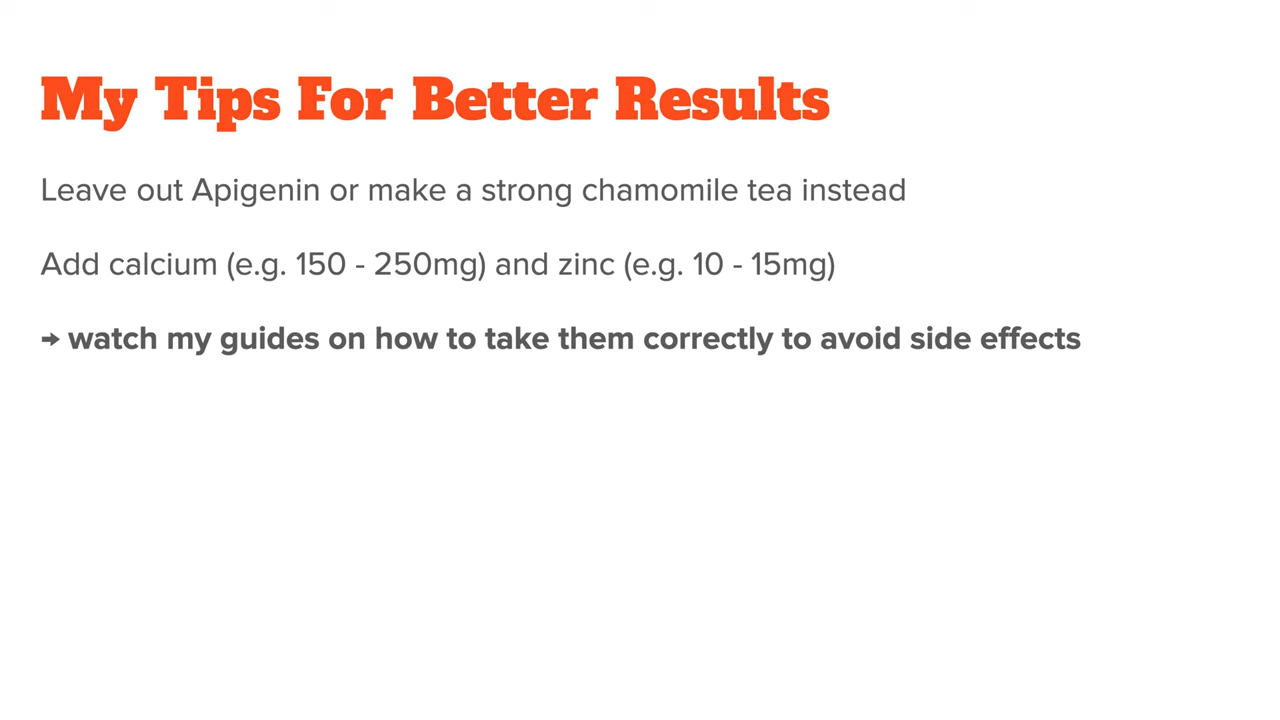 My Tips For Better Results
Leave out Apigenin or make a strong chamomile tea instead
Add calcium (e.g. 150 - 250mg) and zinc (e.g. 10 - 15mg)
→ watch my guides on how to take them correctly to avoid side effects